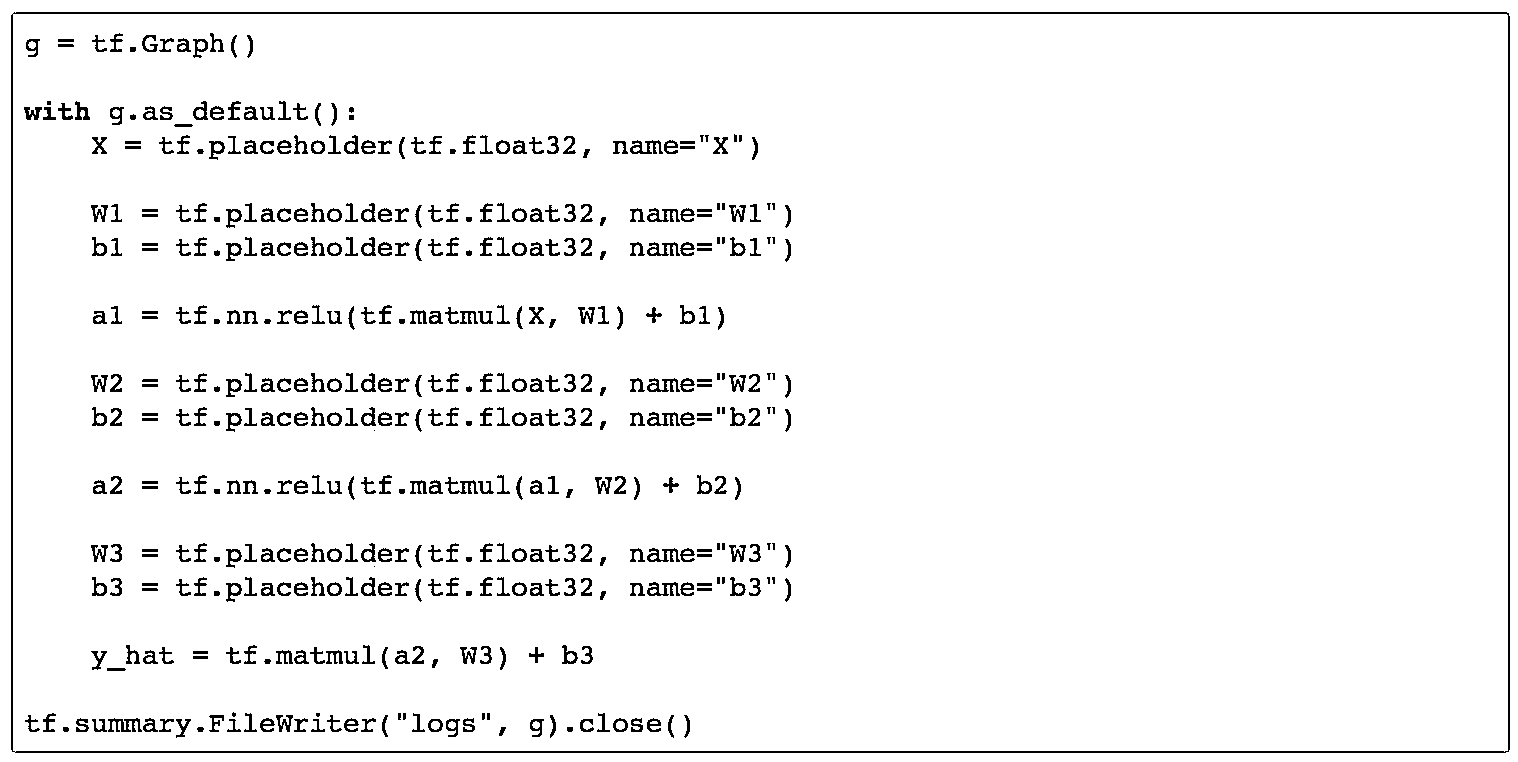 g = tf.Graph()
with g.as_default():
    X = tf.placeholder(tf.float32, name="X")
    W1 = tf.placeholder(tf.float32, name="W1")
    b1 = tf.placeholder(tf.float32, name="b1")
    a1 = tf.nn.relu(tf.matmul(X, W1) + b1)
    W2 = tf.placeholder(tf.float32, name="W2")
    b2 = tf.placeholder(tf.float32, name="b2")
    a2 = tf.nn.relu(tf.matmul(a1, W2) + b2)
    W3 = tf.placeholder(tf.float32, name="W3")
    b3 = tf.placeholder(tf.float32, name="b3")
    y_hat = tf.matmul(a2, W3) + b3
tf.summary.FileWriter("logs", g).close()